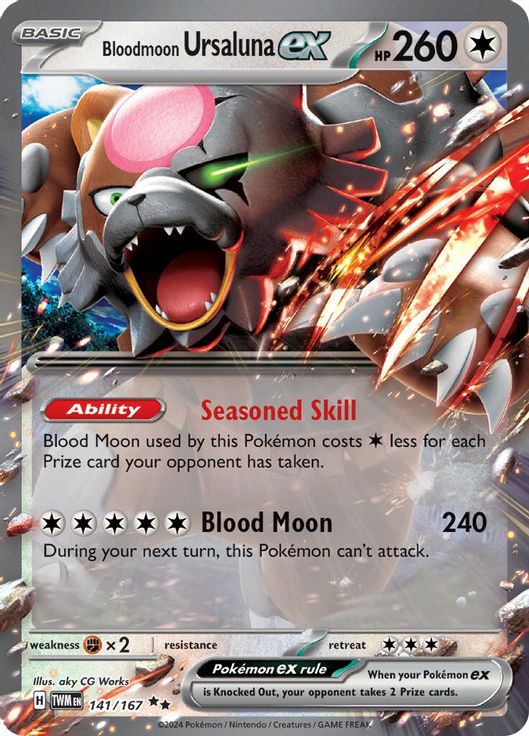 BASIC
Bloodmoon Ursaluna ex HP 260
Ability Seasoned Skill
Blood Moon used by this Pokémon costs less for each
Prize card your opponent has taken.
Blood Moon 240
During your next turn, this Pokémon can't attack.
weakness ×2 resistance retreat
Illus. aky CG Works
Pokémon ex rule When your Pokémon ex
is Knocked Out, your opponent takes 2 Prize cards.
H TWM EN 141/167
©2024 Pokémon / Nintendo / Creatures / GAME FREAK